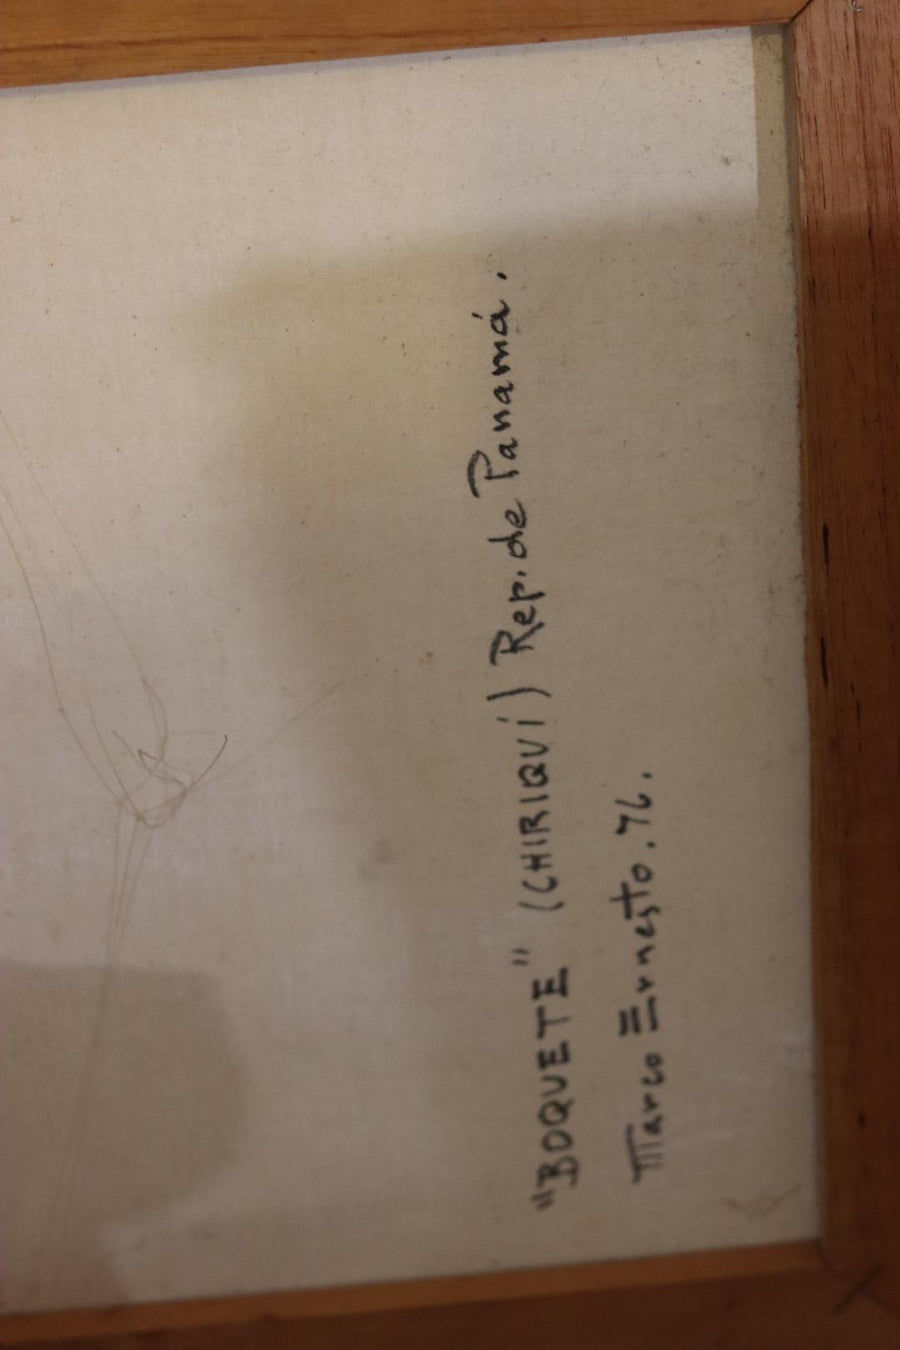 "BOQUETE" (CHIRIQUÍ) Rep. de Panamá.
Marco Ernesto. 76.